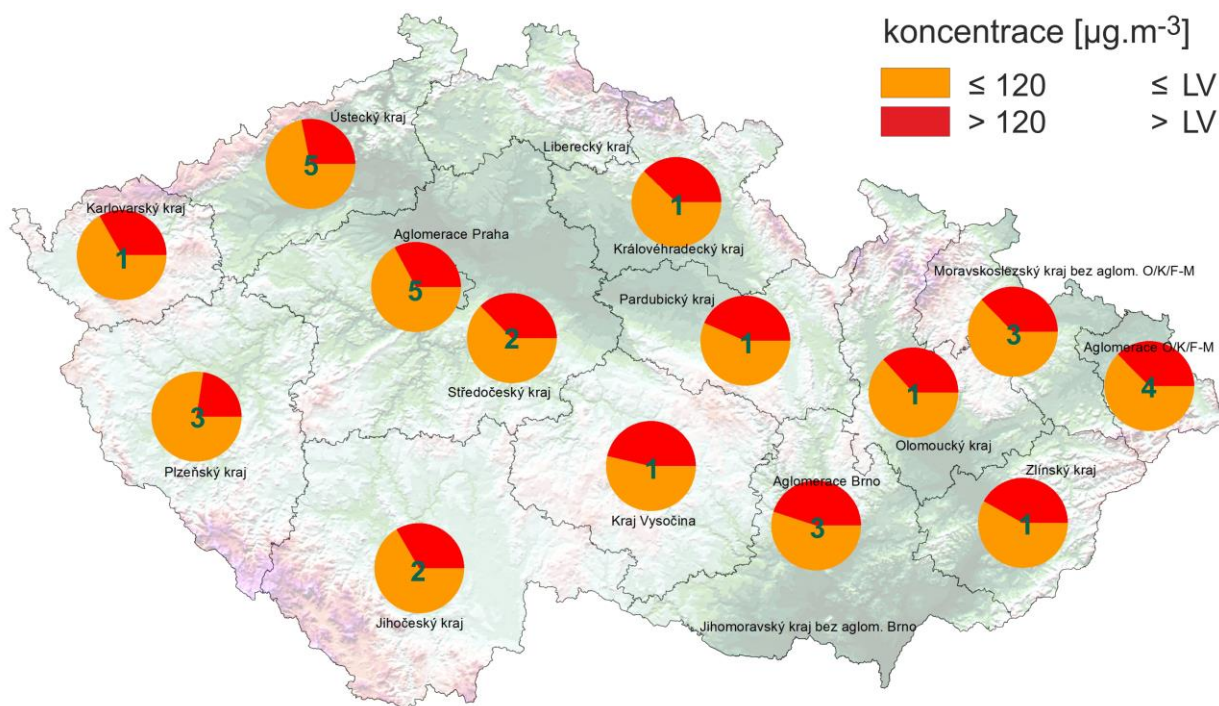 koncentrace [µg.m-3]
≤ 120 ≤ LV
> 120 > LV
Ústecký kraj
5
Liberecký kraj
Karlovarský kraj
1
1
Královéhradecký kraj
Aglomerace Praha
5
Moravskoslezský kraj bez aglom. O/K/F-M
3
Pardubický kraj
1
2
Středočeský kraj
Aglomerace O/K/F-M
4
3
Plzeňský kraj
1
Olomoucký kraj
1
Kraj Vysočina
Aglomerace Brno
3
Zlínský kraj
1
2
Jihočeský kraj
Jihomoravský kraj bez aglom. Brno